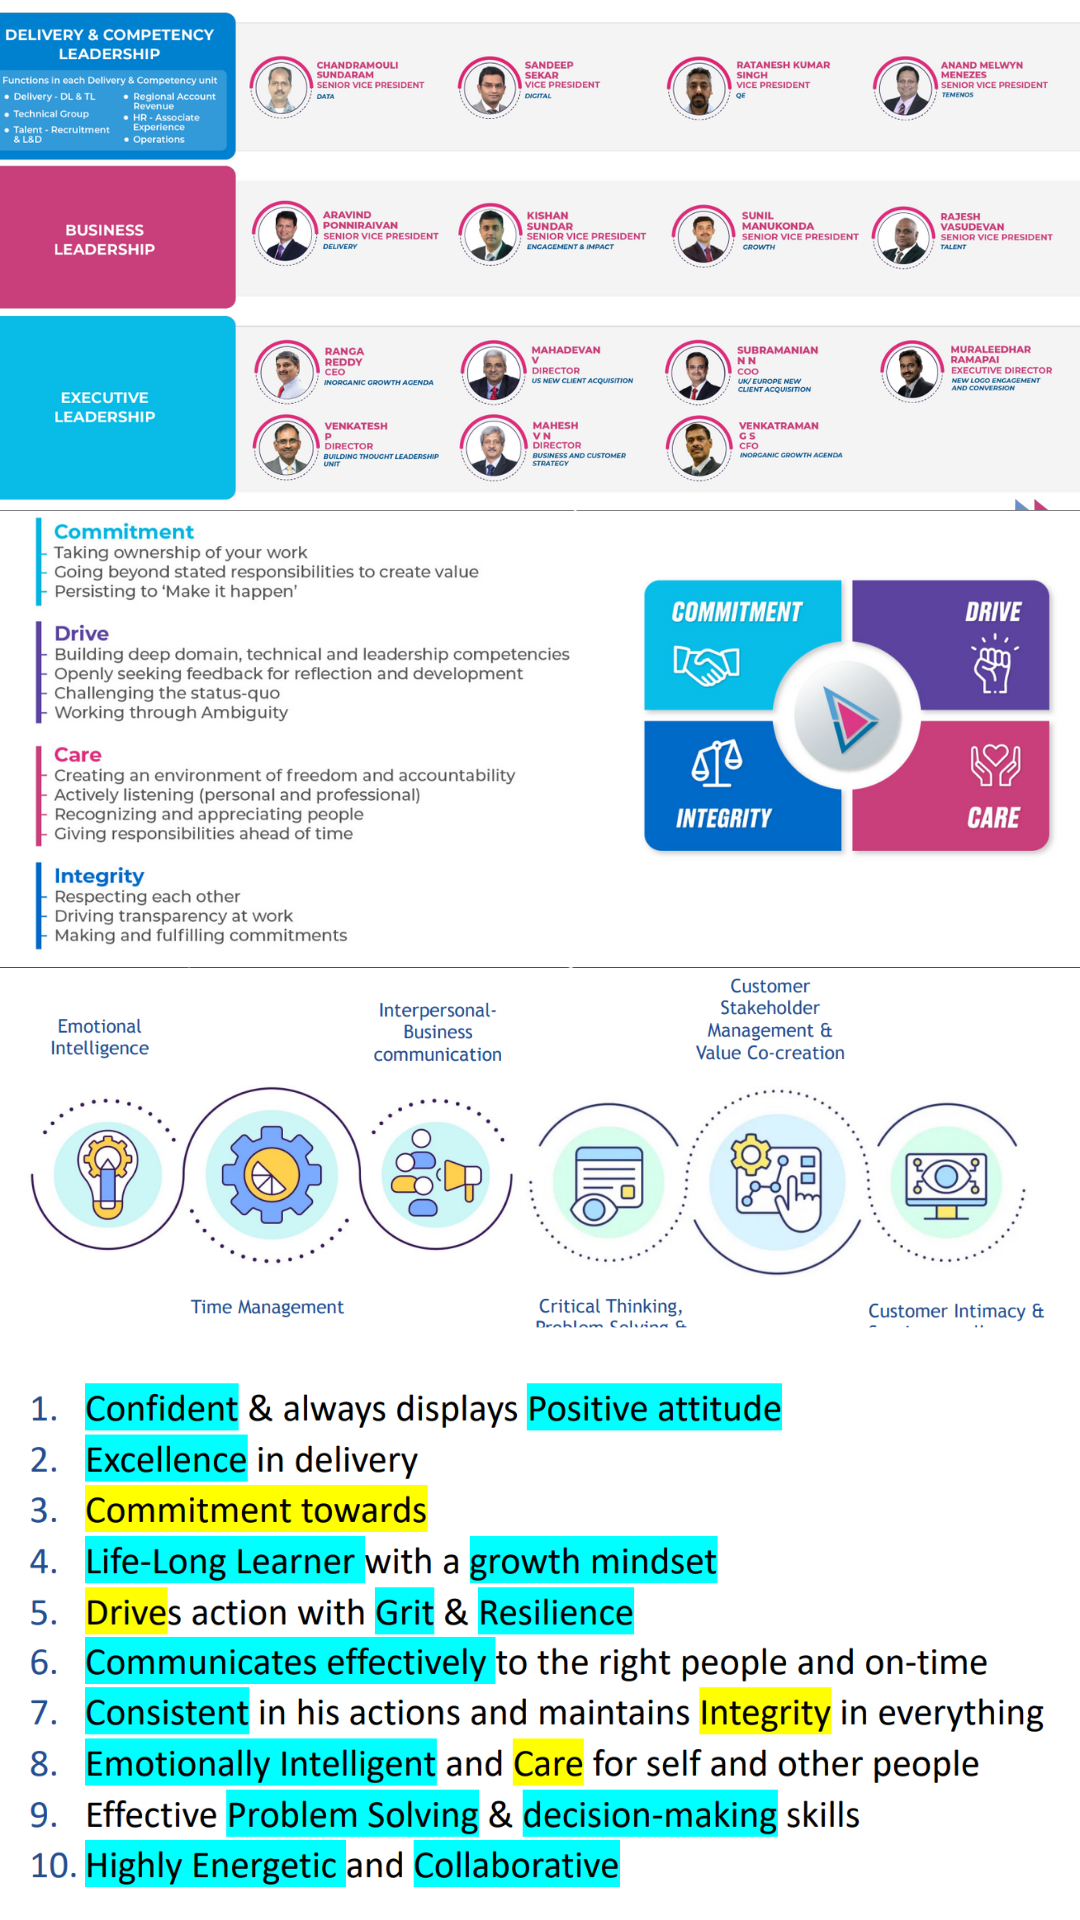 DELIVERY & COMPETENCY
LEADERSHIP
Functions in each Delivery & Competency unit
• Delivery - DL & TL
• Technical Group
• Talent - Recruitment
& L&D
• Regional Account
Revenue
• HR - Associate
Experience
• Operations
CHANDRAMOULI
SUNDARAM
SENIOR VICE PRESIDENT
DATA
SANDEEP
SEKAR
VICE PRESIDENT
DIGITAL
RATANESH KUMAR
SINGH
VICE PRESIDENT
QE
ANAND MELWYN
MENEZES
SENIOR VICE PRESIDENT
TEMENOS
BUSINESS
LEADERSHIP
ARAVIND
PONNIRAIVAN
SENIOR VICE PRESIDENT
DELIVERY
KISHAN
SUNDAR
SENIOR VICE PRESIDENT
ENGAGEMENT & IMPACT
SUNIL
MANUKONDA
SENIOR VICE PRESIDENT
GROWTH
RAJESH
VASUDEVAN
SENIOR VICE PRESIDENT
TALENT
EXECUTIVE
LEADERSHIP
RANGA
REDDY
CEO
INORGANIC GROWTH AGENDA
MAHADEVAN
V
DIRECTOR
US NEW CLIENT ACQUISITION
SUBRAMANIAN
N N
COO
UK/ EUROPE NEW
CLIENT ACQUISITION
MURALEEDHAR
RAMAPAI
EXECUTIVE DIRECTOR
NEW LOGO ENGAGEMENT
AND CONVERSION
VENKATESH
P
DIRECTOR
BUILDING THOUGHT LEADERSHIP
UNIT
MAHESH
V N
DIRECTOR
BUSINESS AND CUSTOMER
STRATEGY
VENKATRAMAN
G S
CFO
INORGANIC GROWTH AGENDA
Commitment
Taking ownership of your work
Going beyond stated responsibilities to create value
Persisting to ‘Make it happen’
Drive
Building deep domain, technical and leadership competencies
Openly seeking feedback for reflection and development
Challenging the status-quo
Working through Ambiguity
Care
Creating an environment of freedom and accountability
Actively listening (personal and professional)
Recognizing and appreciating people
Giving responsibilities ahead of time
Integrity
Respecting each other
Driving transparency at work
Making and fulfilling commitments
COMMITMENT
DRIVE
INTEGRITY
CARE
Emotional
Intelligence
Interpersonal-
Business
communication
Customer
Stakeholder
Management &
Value Co-creation
Time Management
Critical Thinking,
Problem Solving &
Customer Intimacy &
1. Confident & always displays Positive attitude
2. Excellence in delivery
3. Commitment towards
4. Life-Long Learner with a growth mindset
5. Drives action with Grit & Resilience
6. Communicates effectively to the right people and on-time
7. Consistent in his actions and maintains Integrity in everything
8. Emotionally Intelligent and Care for self and other people
9. Effective Problem Solving & decision-making skills
10. Highly Energetic and Collaborative